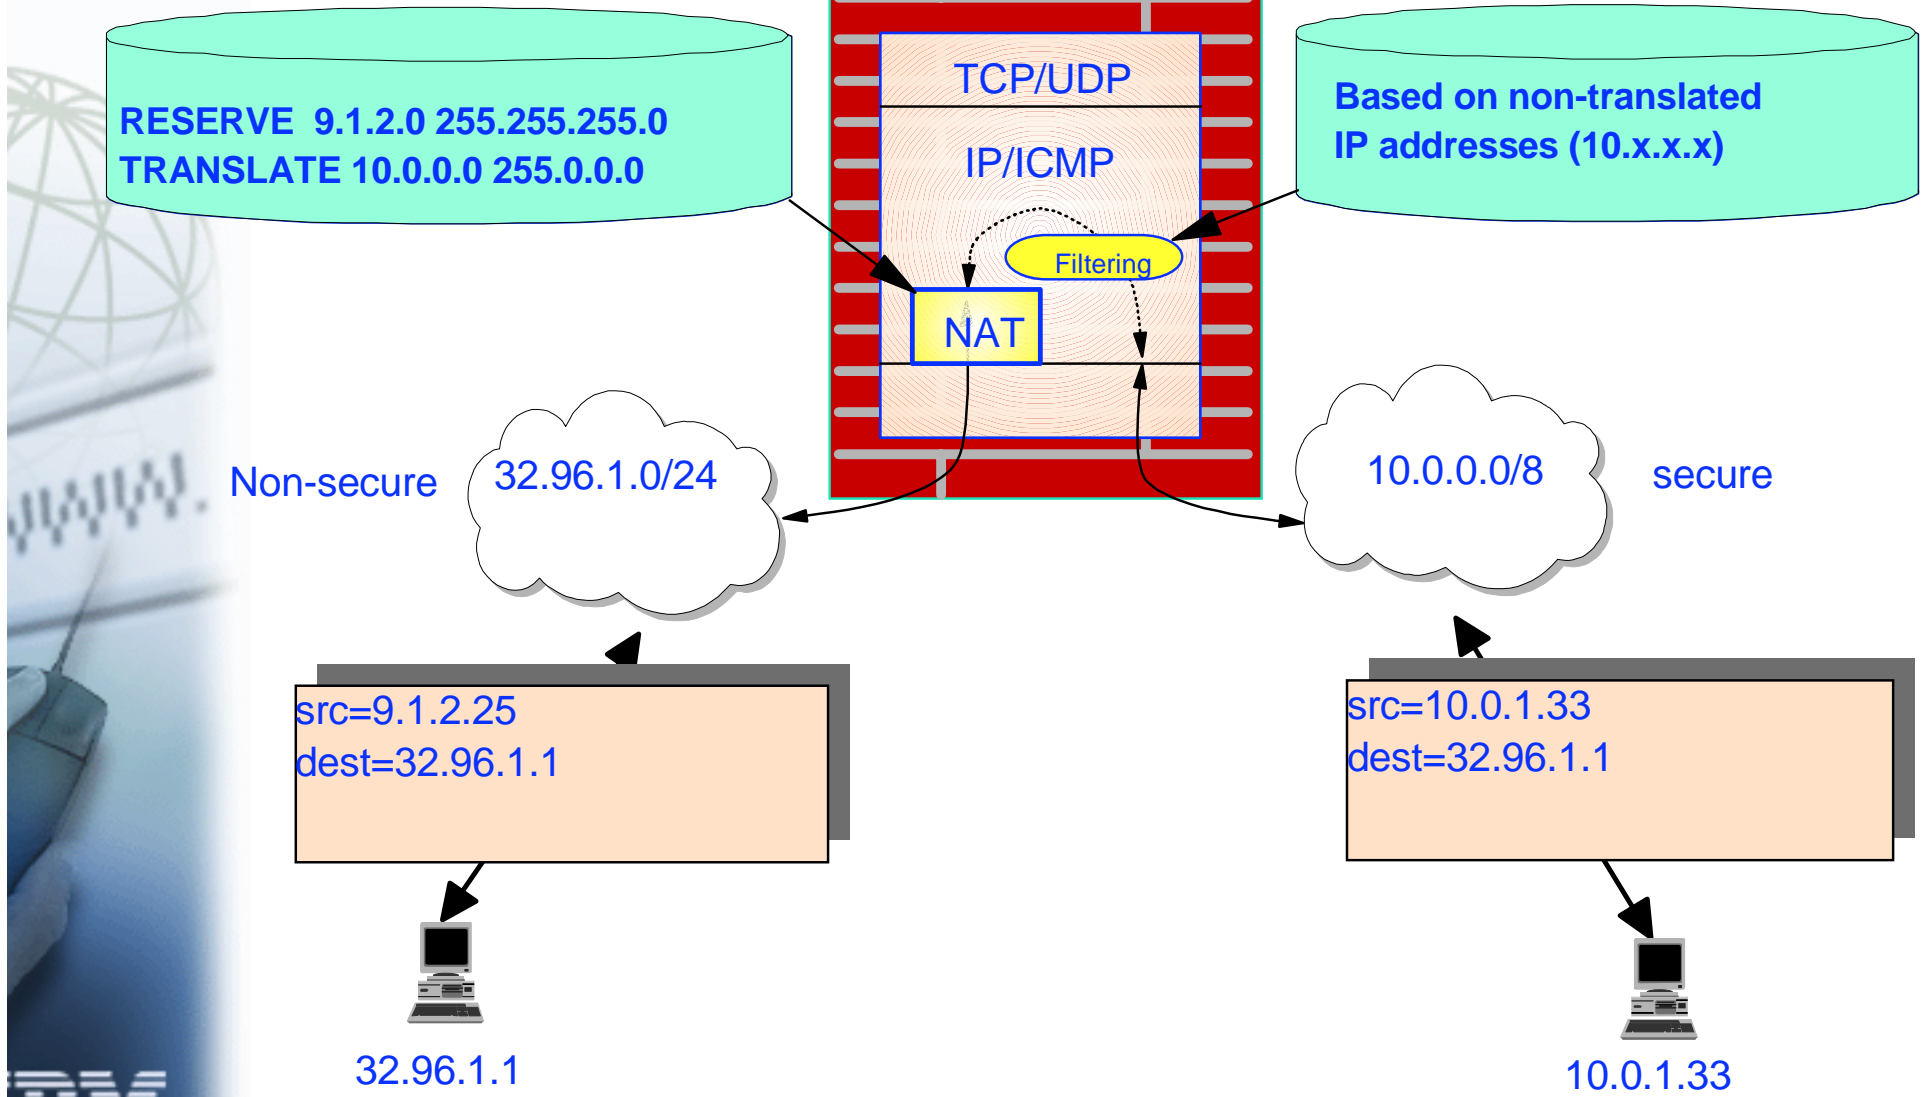 RESERVE 9.1.2.0 255.255.255.0
TRANSLATE 10.0.0.0 255.0.0.0
TCP/UDP
IP/ICMP
Filtering
NAT
Based on non-translated
IP addresses (10.x.x.x)
Non-secure
32.96.1.0/24
10.0.0.0/8
secure
src=9.1.2.25
dest=32.96.1.1
src=10.0.1.33
dest=32.96.1.1
32.96.1.1
10.0.1.33
WWW.
IBM